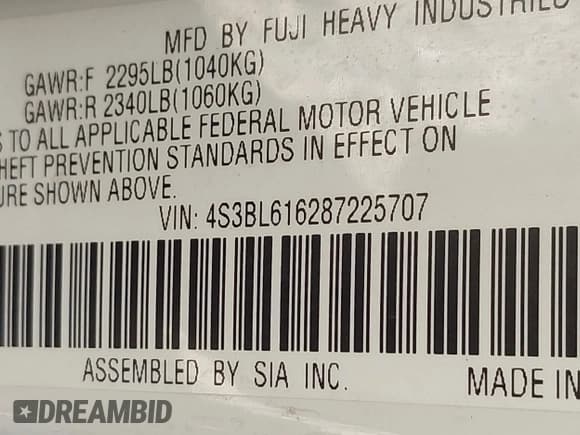 MFD BY FUJI HEAVY INDUSTRIES
GAWR:F 2295LB(1040KG)
GAWR:R 2340LB(1060KG)
S TO ALL APPLICABLE FEDERAL MOTOR VEHICLE
HEFT PREVENTION STANDARDS IN EFFECT ON
URE SHOWN ABOVE.
VIN: 4S3BL616287225707
ASSEMBLED BY SIA INC. MADE IN
DREAMBID